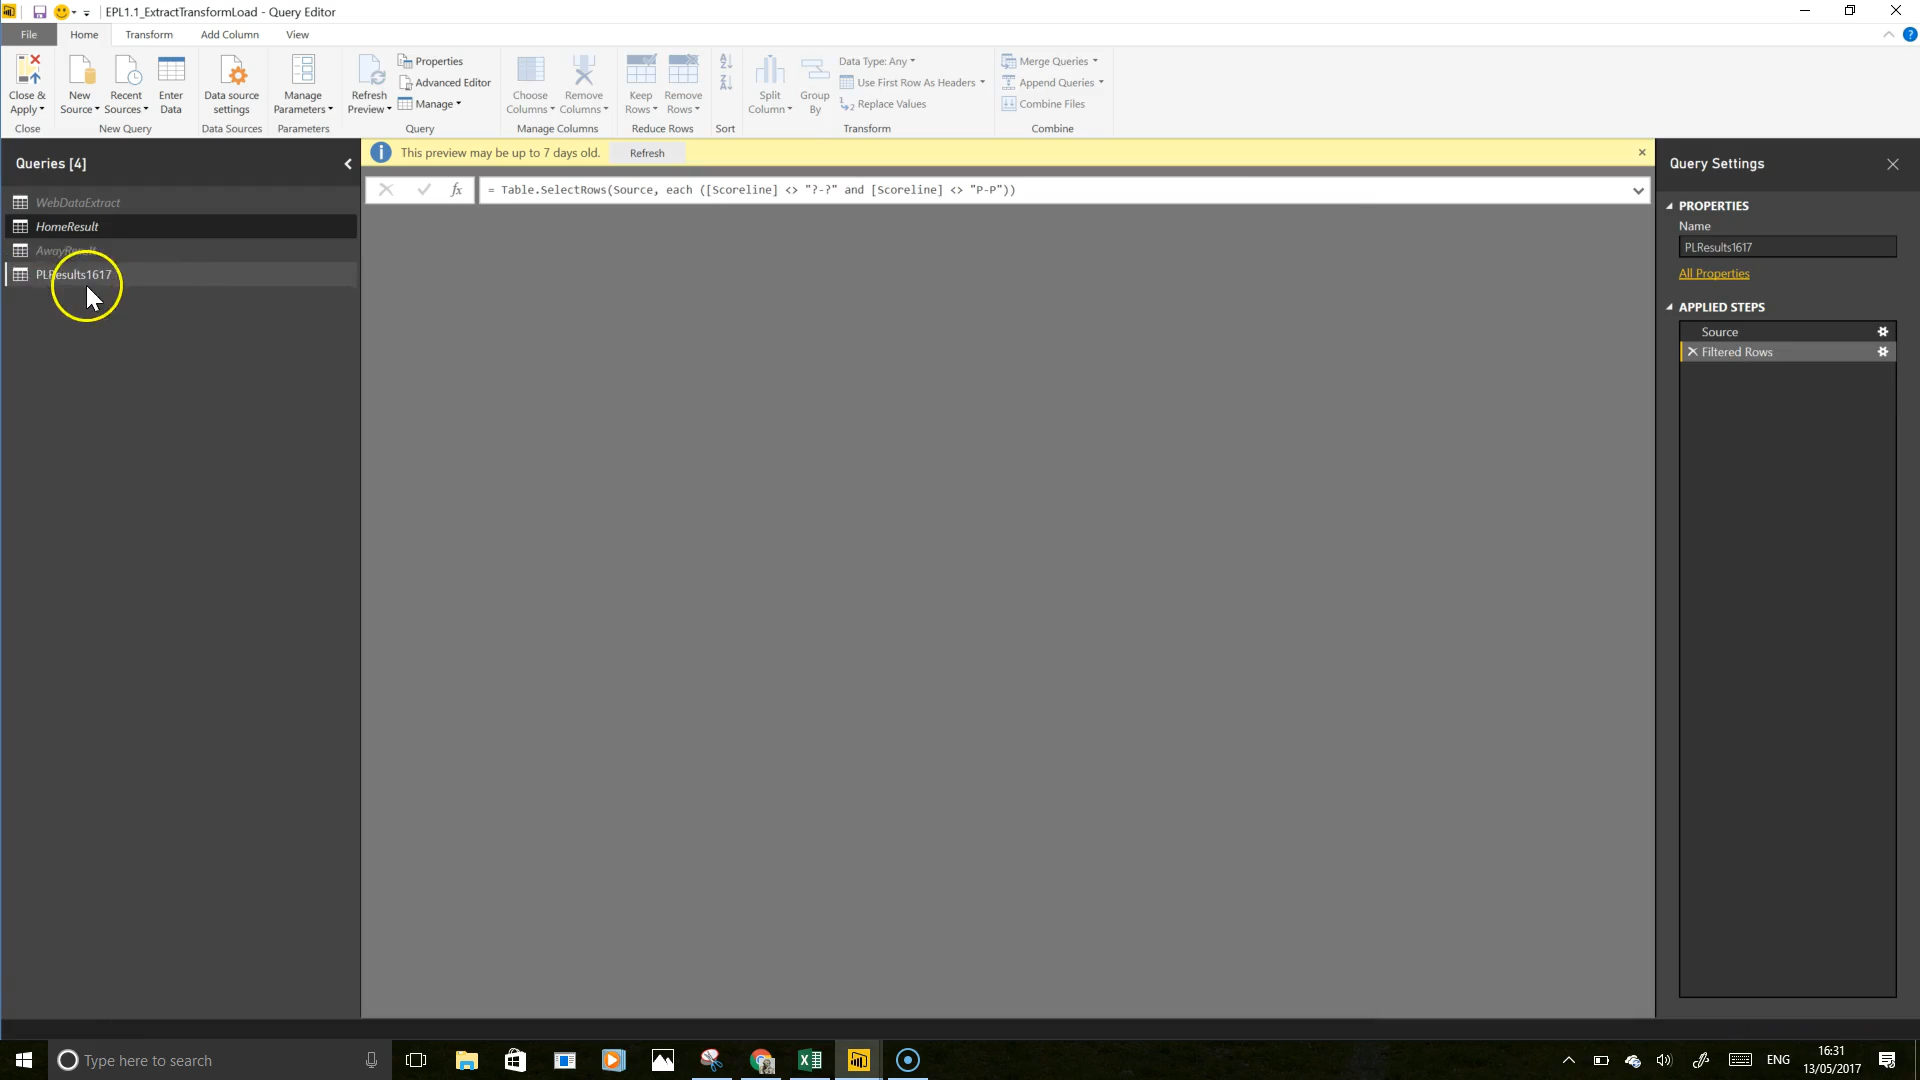 EPL1.1_ExtractTransformLoad - Query Editor
File
Home
Transform
Add Column
View
Close &
Apply
Close
New
Source
Recent
Sources
Enter
Data
New Query
Data source
settings
Data Sources
Manage
Parameters
Parameters
Refresh
Preview
Properties
Advanced Editor
Manage
Query
Choose
Columns
Remove
Columns
Manage Columns
Keep
Rows
Remove
Rows
Reduce Rows
Sort
Split
Column
Group
By
Data Type: Any
Use First Row As Headers
Replace Values
Transform
Merge Queries
Append Queries
Combine Files
Combine
Queries [4]
WebDataExtract
HomeResult
AwayResult
PLResults1617
This preview may be up to 7 days old.
Refresh
= Table.SelectRows(Source, each ([Scoreline] <> "?-?" and [Scoreline] <> "P-P"))
Query Settings
PROPERTIES
Name
PLResults1617
All Properties
APPLIED STEPS
Source
Filtered Rows
Type here to search
ENG
16:31
13/05/2017